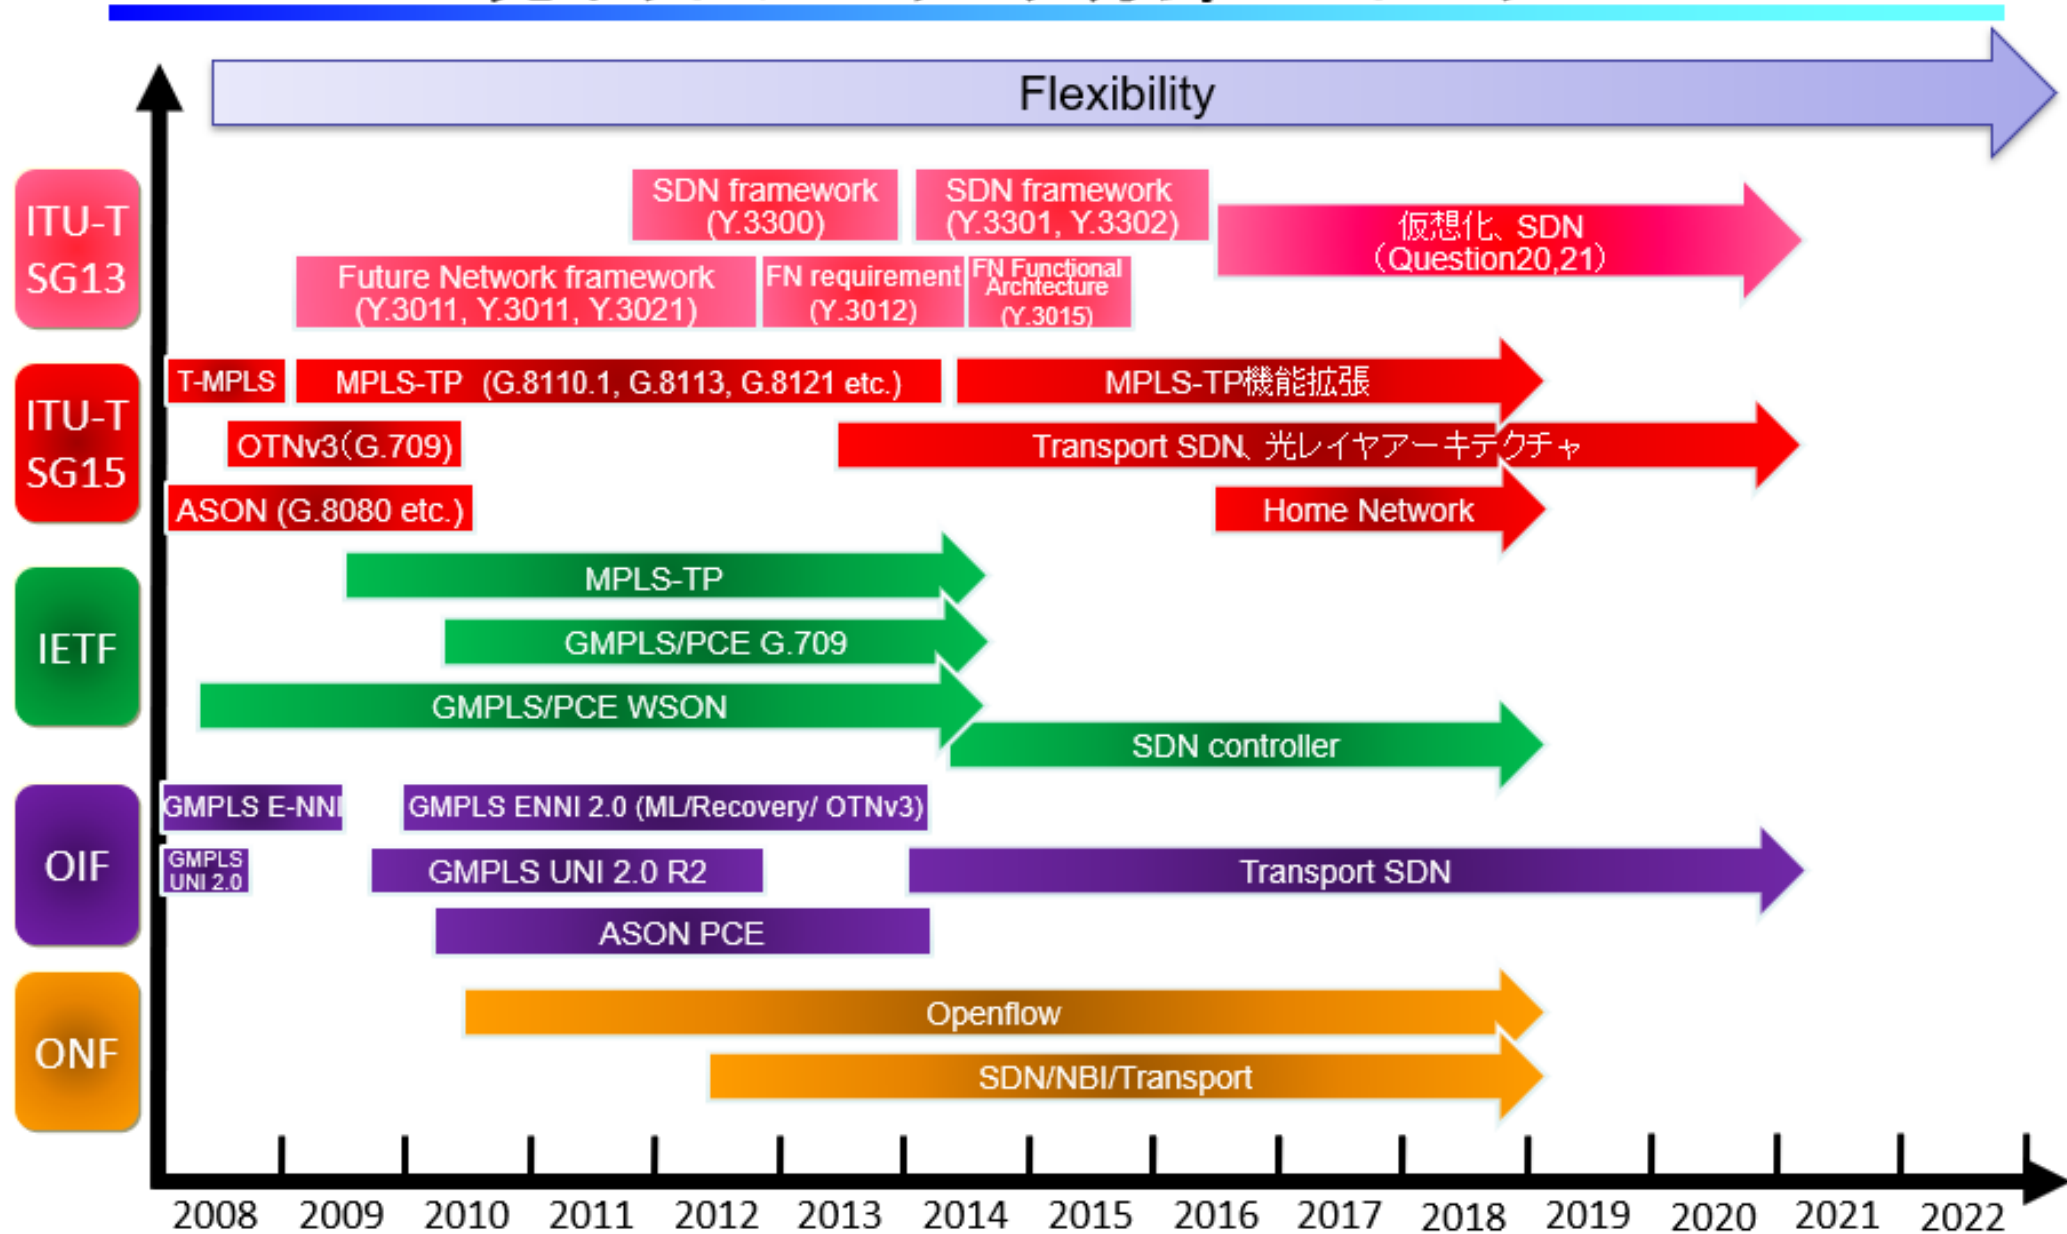 Flexibility
ITU-T
SG13
SDN framework
(Y.3300)
SDN framework
(Y.3301, Y.3302)
仮想化、SDN
（Question20,21）
Future Network framework
(Y.3011, Y.3011, Y.3021)
FN requirement
(Y.3012)
FN Functional
Archtecture
(Y.3015)
ITU-T
SG15
T-MPLS
MPLS-TP (G.8110.1, G.8113, G.8121 etc.)
MPLS-TP機能拡張
OTNv3（G.709)
Transport SDN、光レイヤアーキテクチャ
ASON (G.8080 etc.)
Home Network
IETF
MPLS-TP
GMPLS/PCE G.709
GMPLS/PCE WSON
SDN controller
OIF
GMPLS E-NNI
GMPLS ENNI 2.0 (ML/Recovery/ OTNv3)
GMPLS
UNI 2.0
GMPLS UNI 2.0 R2
Transport SDN
ASON PCE
ONF
Openflow
SDN/NBI/Transport
2008 2009 2010 2011 2012 2013 2014 2015 2016 2017 2018 2019 2020 2021 2022